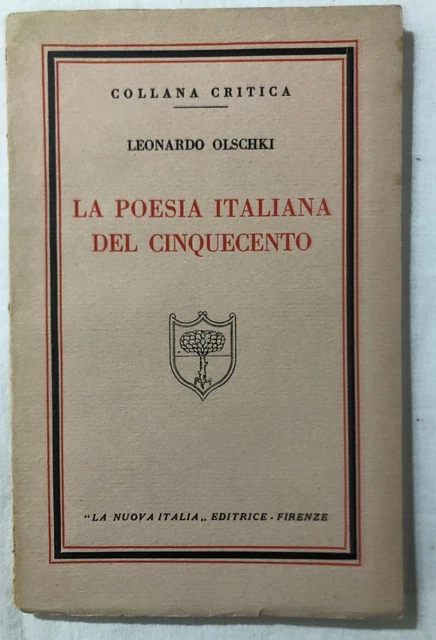 COLLANA CRITICA
LEONARDO OLSCHKI
LA POESIA ITALIANA
DEL CINQUECENTO
"LA NUOVA ITALIA„ EDITRICE - FIRENZE